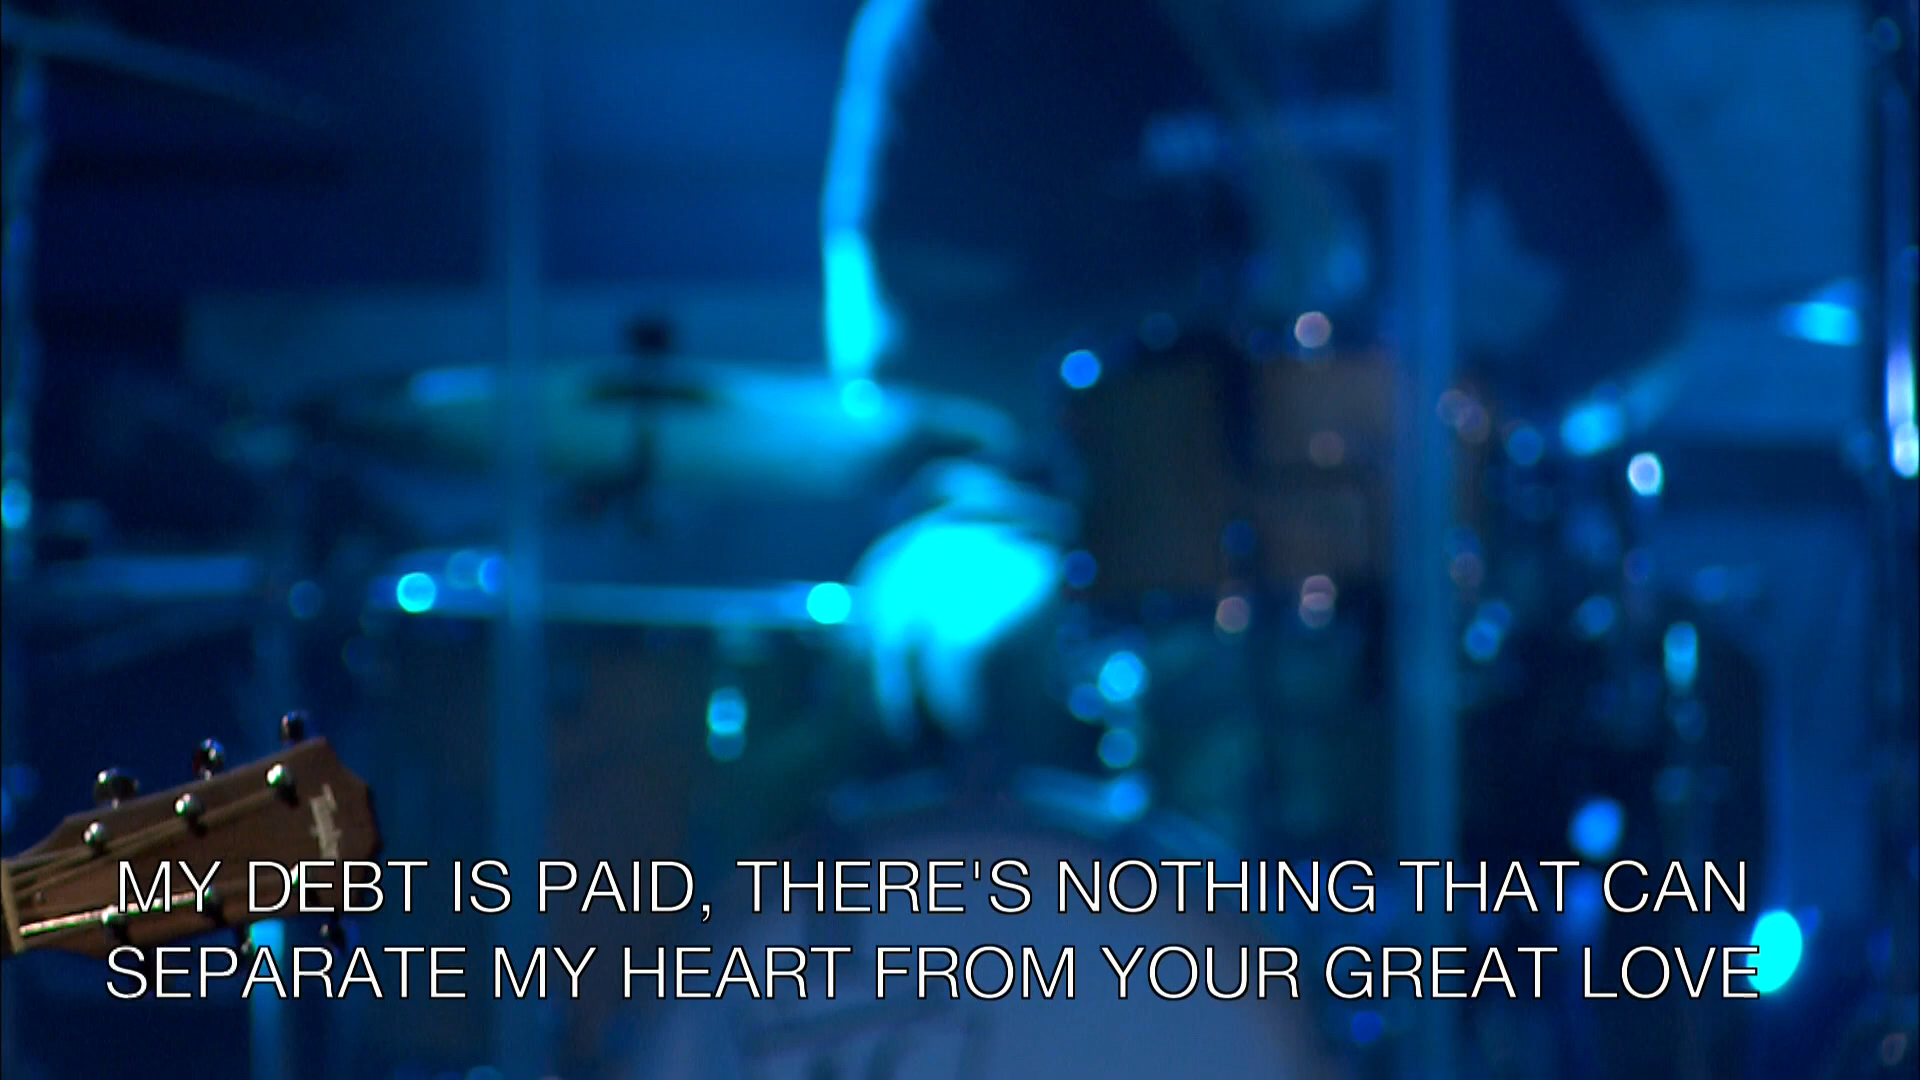 MY DEBT IS PAID, THERE'S NOTHING THAT CAN
SEPARATE MY HEART FROM YOUR GREAT LOVE